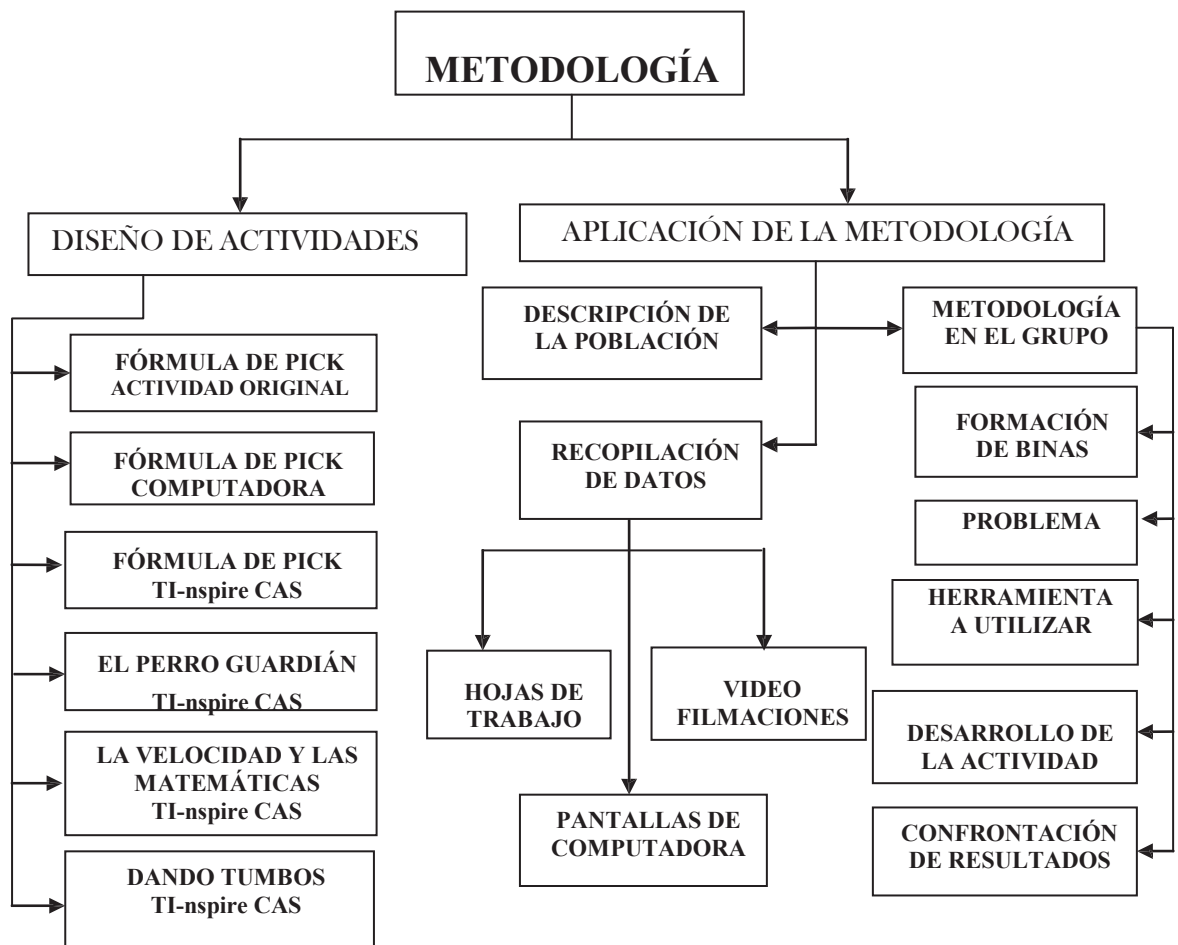 METODOLOGÍA
DISEÑO DE ACTIVIDADES
FÓRMULA DE PICK
ACTIVIDAD ORIGINAL
FÓRMULA DE PICK
COMPUTADORA
FÓRMULA DE PICK
TI-nspire CAS
EL PERRO GUARDIÁN
TI-nspire CAS
LA VELOCIDAD Y LAS
MATEMÁTICAS
TI-nspire CAS
DANDO TUMBOS
TI-nspire CAS
APLICACIÓN DE LA METODOLOGÍA
DESCRIPCIÓN DE
LA POBLACIÓN
RECOPILACIÓN
DE DATOS
HOJAS DE
TRABAJO
VIDEO
FILMACIONES
PANTALLAS DE
COMPUTADORA
METODOLOGÍA
EN EL GRUPO
FORMACIÓN
DE BINAS
PROBLEMA
HERRAMIENTA
A UTILIZAR
DESARROLLO DE
LA ACTIVIDAD
CONFRONTACIÓN
DE RESULTADOS